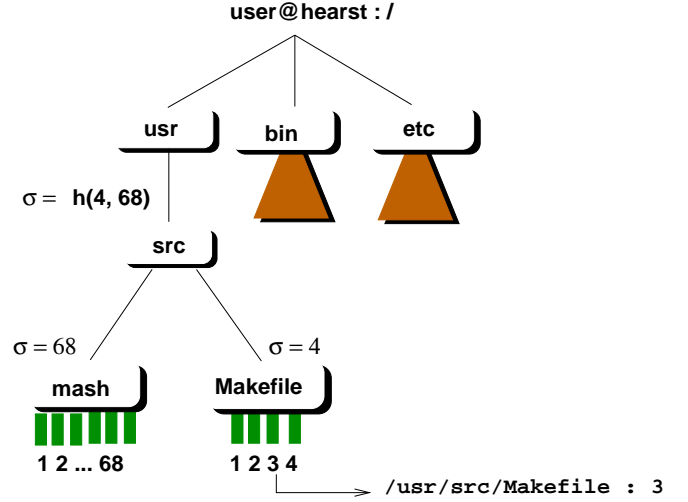 user@hearst : /
usr
bin
etc
σ = h(4, 68)
src
σ = 68
σ = 4
mash
Makefile
1 2 ... 68
1 2 3 4
/usr/src/Makefile : 3